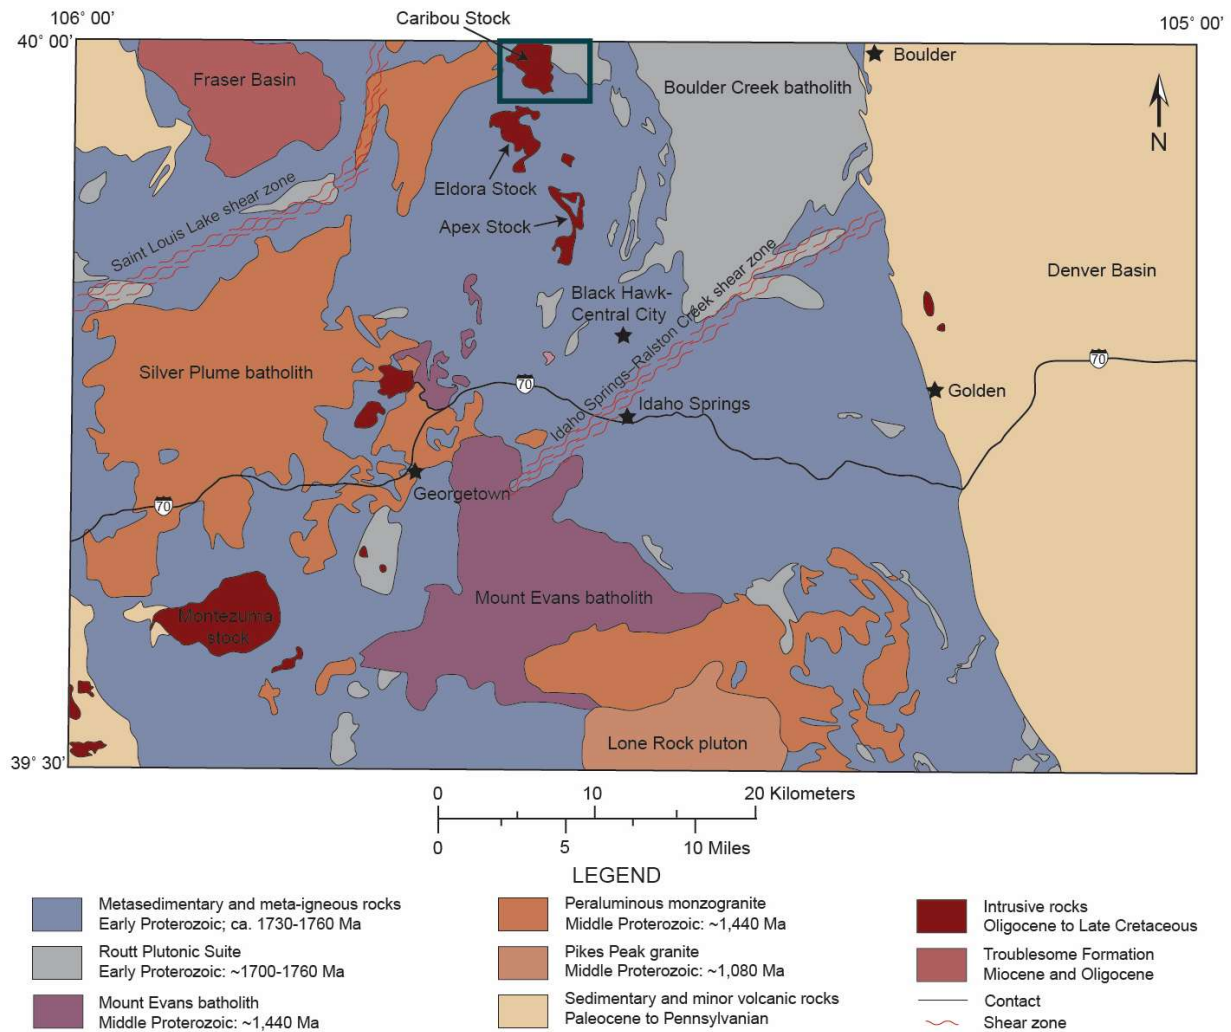 106° 00'
Caribou Stock
105° 00'
40° 00'
Boulder
Fraser Basin
Boulder Creek batholith
N
Eldora Stock
Saint Louis Lake shear zone
Apex Stock
Denver Basin
Black Hawk-
Central City
Idaho Springs–Ralston Creek shear zone
70
Silver Plume batholith
70
Golden
Idaho Springs
Georgetown
70
Mount Evans batholith
Montezuma
stock
Lone Rock pluton
39° 30'
0 10 20 Kilometers
0 5 10 Miles
LEGEND
Metasedimentary and meta-igneous rocks
Early Proterozoic; ca. 1730-1760 Ma
Routt Plutonic Suite
Early Proterozoic: ~1700-1760 Ma
Mount Evans batholith
Middle Proterozoic: ~1,440 Ma
Peraluminous monzogranite
Middle Proterozoic: ~1,440 Ma
Pikes Peak granite
Middle Proterozoic: ~1,080 Ma
Sedimentary and minor volcanic rocks
Paleocene to Pennsylvanian
Intrusive rocks
Oligocene to Late Cretaceous
Troublesome Formation
Miocene and Oligocene
Contact
Shear zone